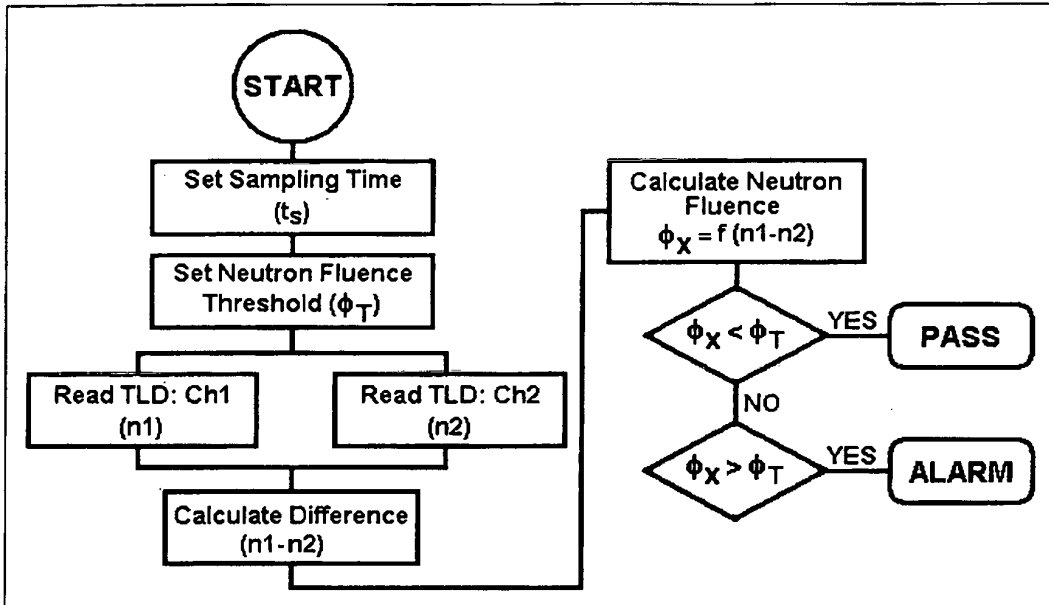 START
Set Sampling Time
(tS)
Set Neutron Fluence
Threshold (ϕT)
Read TLD: Ch1
(n1)
Read TLD: Ch2
(n2)
Calculate Difference
(n1-n2)
Calculate Neutron
Fluence
ϕX = f (n1-n2)
ϕX < ϕT
YES
PASS
NO
ϕX > ϕT
YES
ALARM